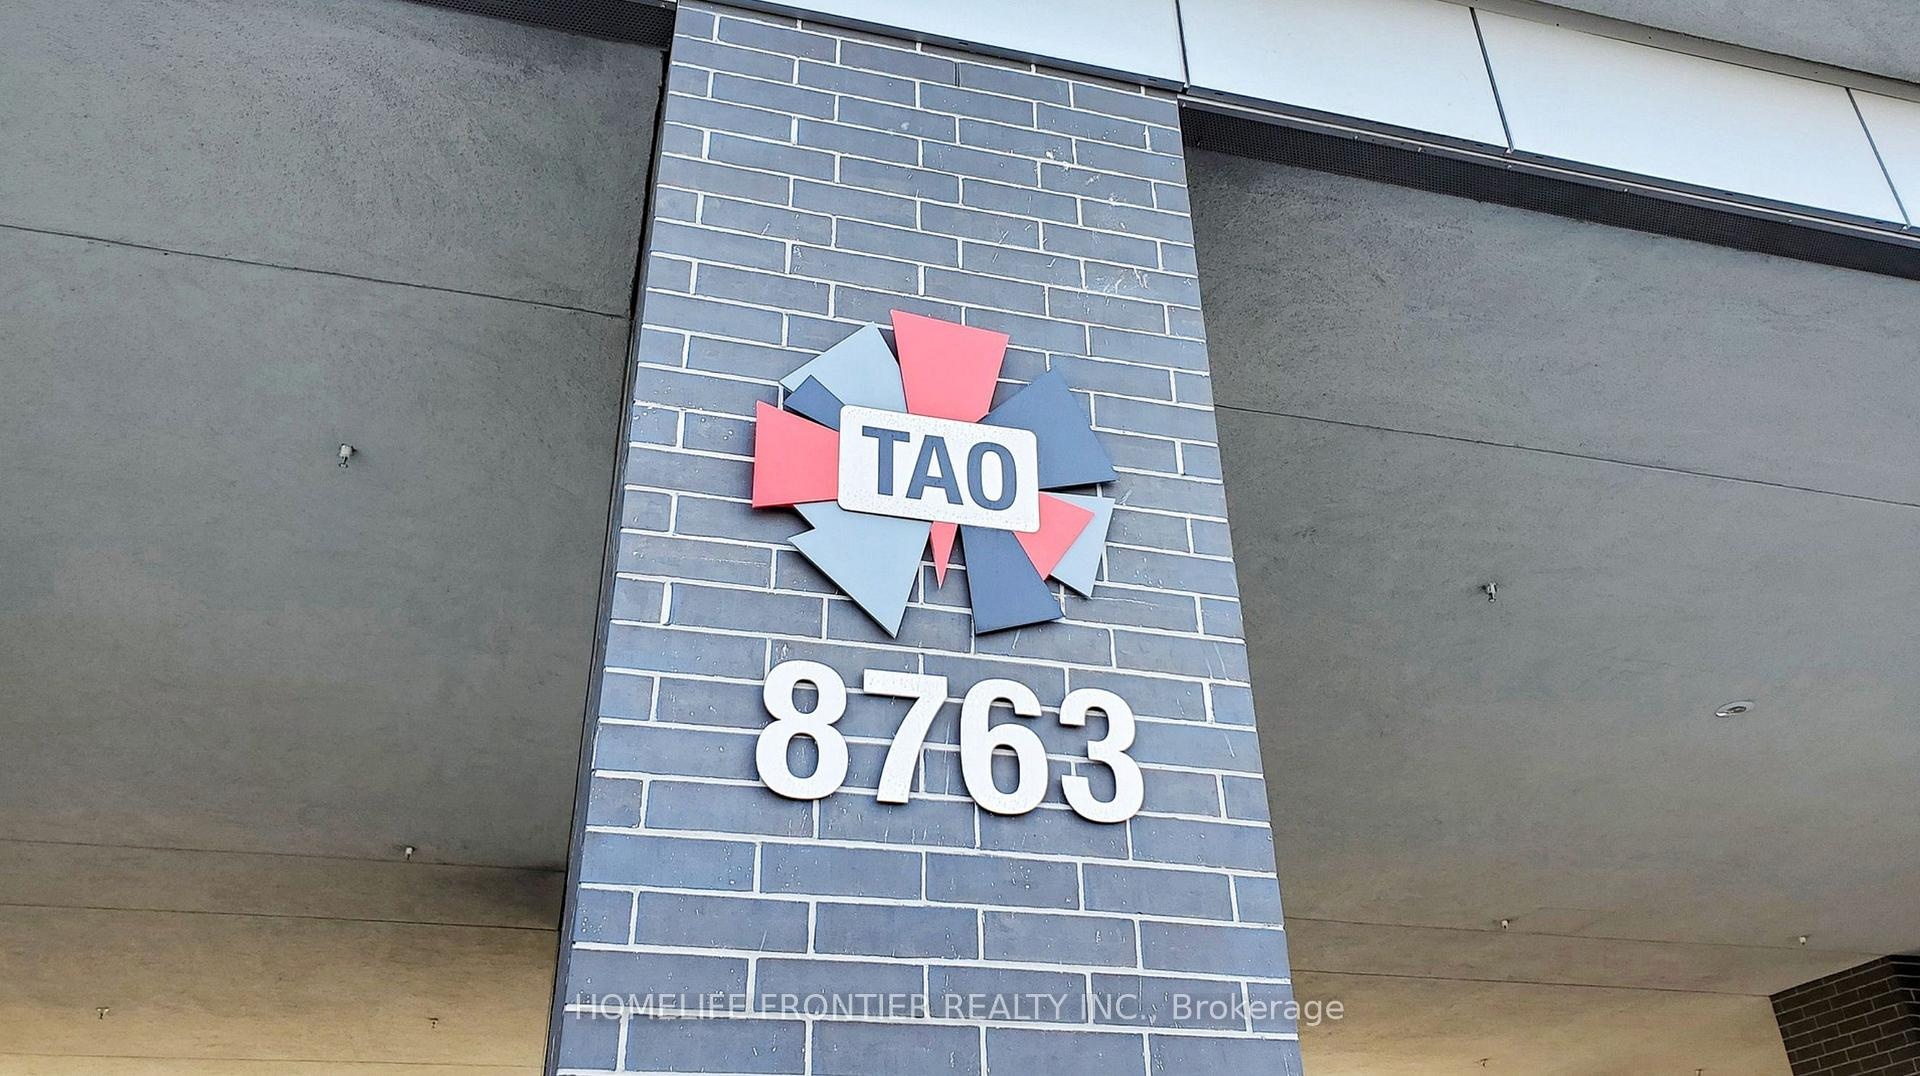 TAO
8763
HOMELIFE FRONTIER REALTY INC., Brokerage